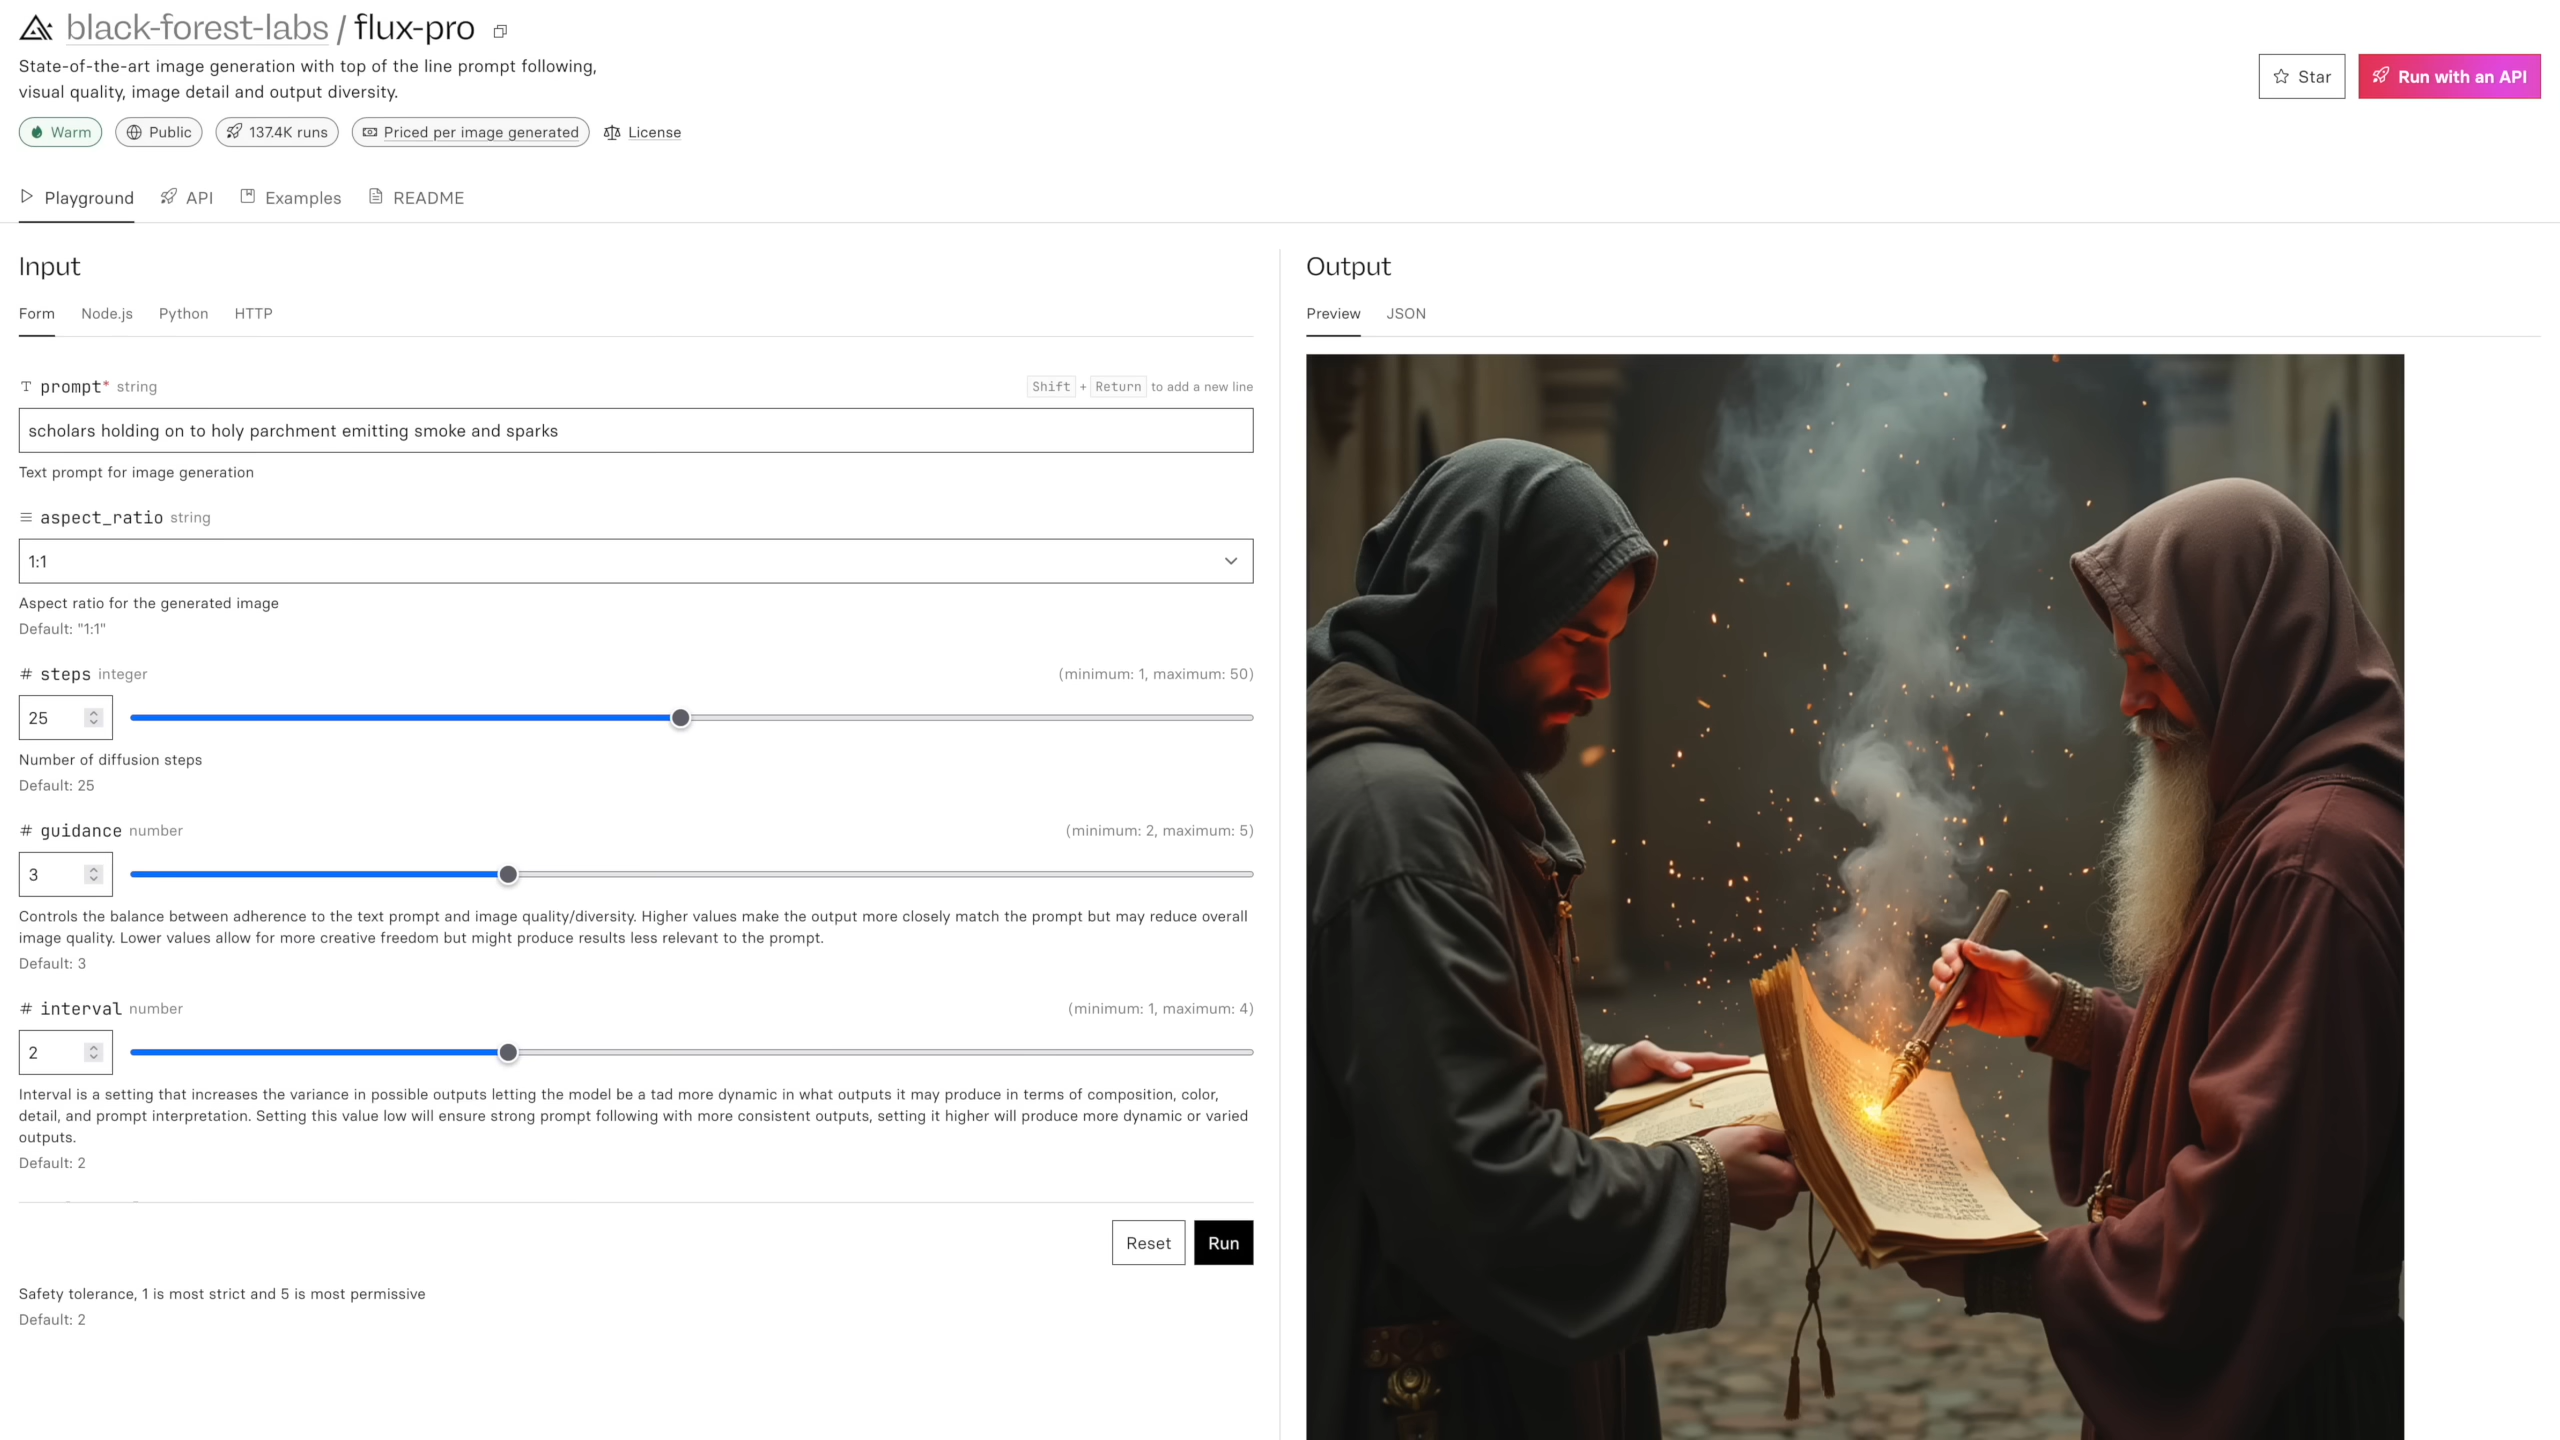 black-forest-labs / flux-pro
State-of-the-art image generation with top of the line prompt following,
visual quality, image detail and output diversity.
Star
Run with an API
Warm
Public
137.4K runs
Priced per image generated
License
Playground
API
Examples
README
Input
Form
Node.js
Python
HTTP
prompt* string
Shift + Return to add a new line
scholars holding on to holy parchment emitting smoke and sparks
Text prompt for image generation
aspect_ratio string
1:1
Aspect ratio for the generated image
Default: "1:1"
# steps integer
(minimum: 1, maximum: 50)
25
Number of diffusion steps
Default: 25
# guidance number
(minimum: 2, maximum: 5)
3
Controls the balance between adherence to the text prompt and image quality/diversity. Higher values make the output more closely match the prompt but may reduce overall
image quality. Lower values allow for more creative freedom but might produce results less relevant to the prompt.
Default: 3
# interval number
(minimum: 1, maximum: 4)
2
Interval is a setting that increases the variance in possible outputs letting the model be a tad more dynamic in what outputs it may produce in terms of composition, color,
detail, and prompt interpretation. Setting this value low will ensure strong prompt following with more consistent outputs, setting it higher will produce more dynamic or varied
outputs.
Default: 2
Reset
Run
Safety tolerance, 1 is most strict and 5 is most permissive
Default: 2
Output
Preview
JSON